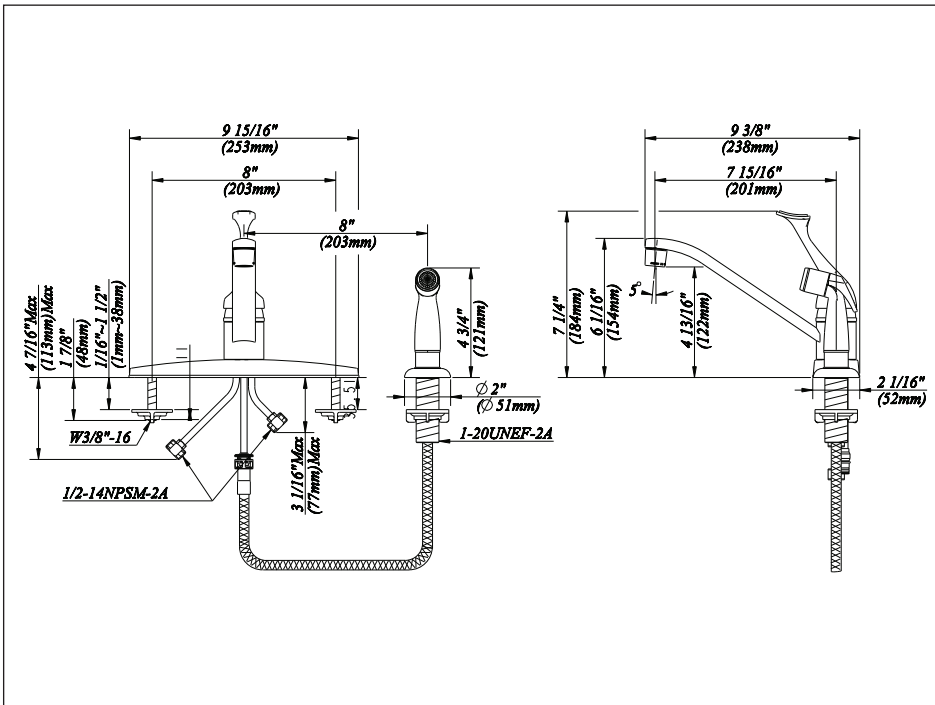 9 15/16"
(253mm)
8"
(203mm)
8"
(203mm)
4 7/16"Max
(113mm)Max
1 7/8"
(48mm)
1/16"~1 1/2"
(1mm~38mm)
11
W3/8"-16
1/2-14NPSM-2A
3 1/16"Max
(77mm)Max
4 3/4"
(121mm)
∅ 2"
(∅ 51mm)
1-20UNEF-2A
9 3/8"
(238mm)
7 15/16"
(201mm)
7 1/4"
(184mm)
6 1/16"
(154mm)
5°
4 13/16"
(122mm)
2 1/16"
(52mm)